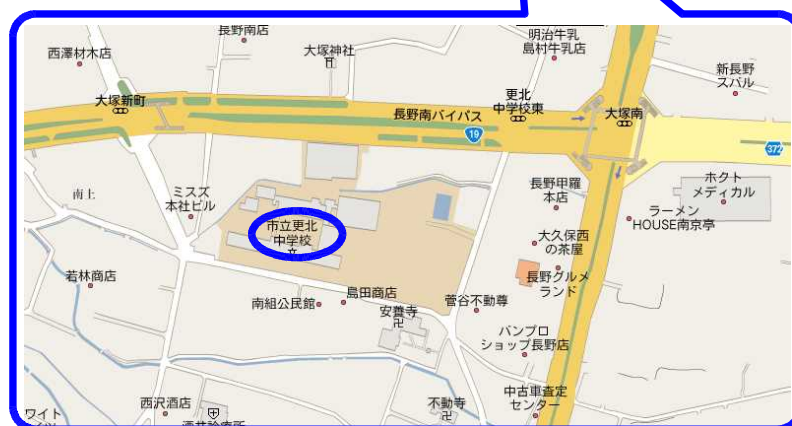 長野南店
西澤材木店
大塚神社
明治牛乳
島村牛乳店
新長野
スバル
大塚新町
長野南バイパス
19
更北
中学校東
大塚南
372
南上
ミスズ
本社ビル
市立更北
中学校
文
長野甲羅
本店
ホクト
メディカル
ラーメン
HOUSE南京亭
大久保西
の茶屋
若林商店
南組公民館
島田商店
安養寺
卍
菅谷不動尊
長野グルメ
ランド
バンプロ
ショップ長野店
西沢酒店
不動寺
卍
中古車査定
センター
ワイト